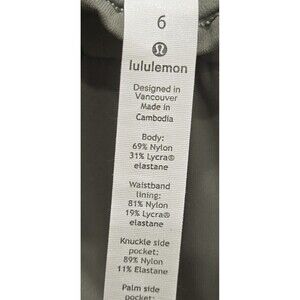 6
lululemon
Designed in
Vancouver
Made in
Cambodia
Body:
69% Nylon
31% Lycra®
elastane
Waistband
lining:
81% Nylon
19% Lycra®
elastane
Knuckle side
pocket:
89% Nylon
11% Elastane
Palm side
pocket: